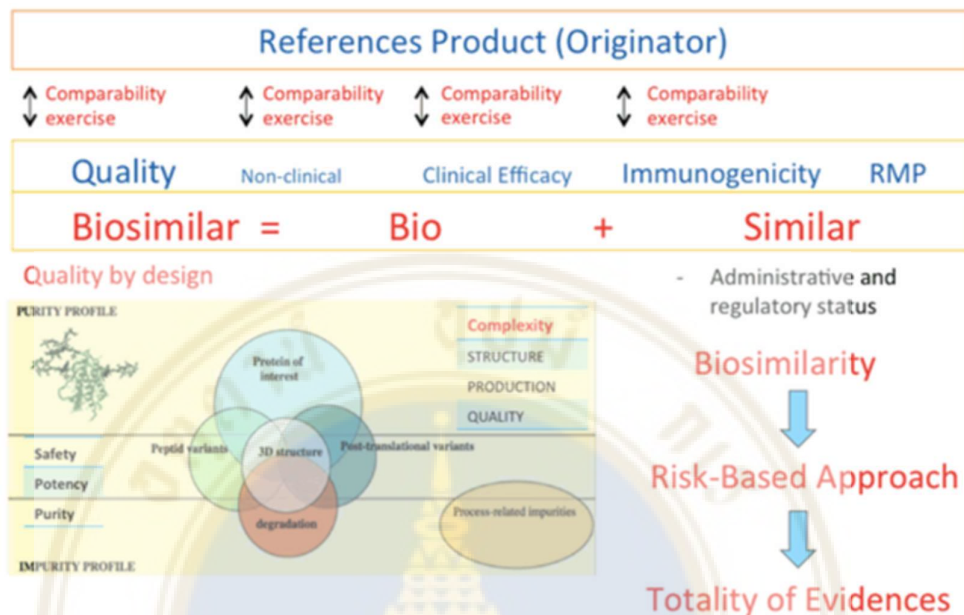 References Product (Originator)
Comparability exercise
Comparability exercise
Comparability exercise
Comparability exercise
Quality Non-clinical Clinical Efficacy Immunogenicity RMP
Biosimilar = Bio + Similar
Quality by design
- Administrative and
regulatory status
PURITY PROFILE
Protein of
interest
Peptid variants
3D structure
Post-translational variants
degradation
Complexity
STRUCTURE
PRODUCTION
QUALITY
Safety
Potency
Purity
Process-related impurities
IMPURITY PROFILE
Biosimilarity
Risk-Based Approach
Totality of Evidences